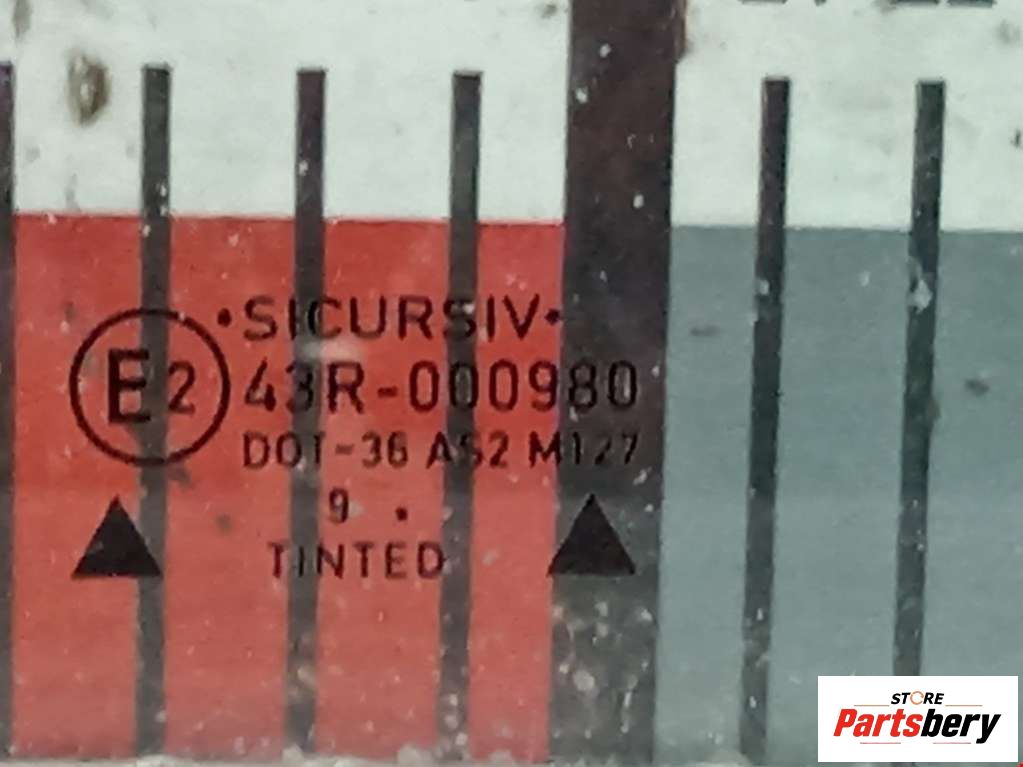 ·SICURSIV·
E2
43R-000980
DOT-36 AS2 M127
9 .
TINTED
STORE
Partsbery